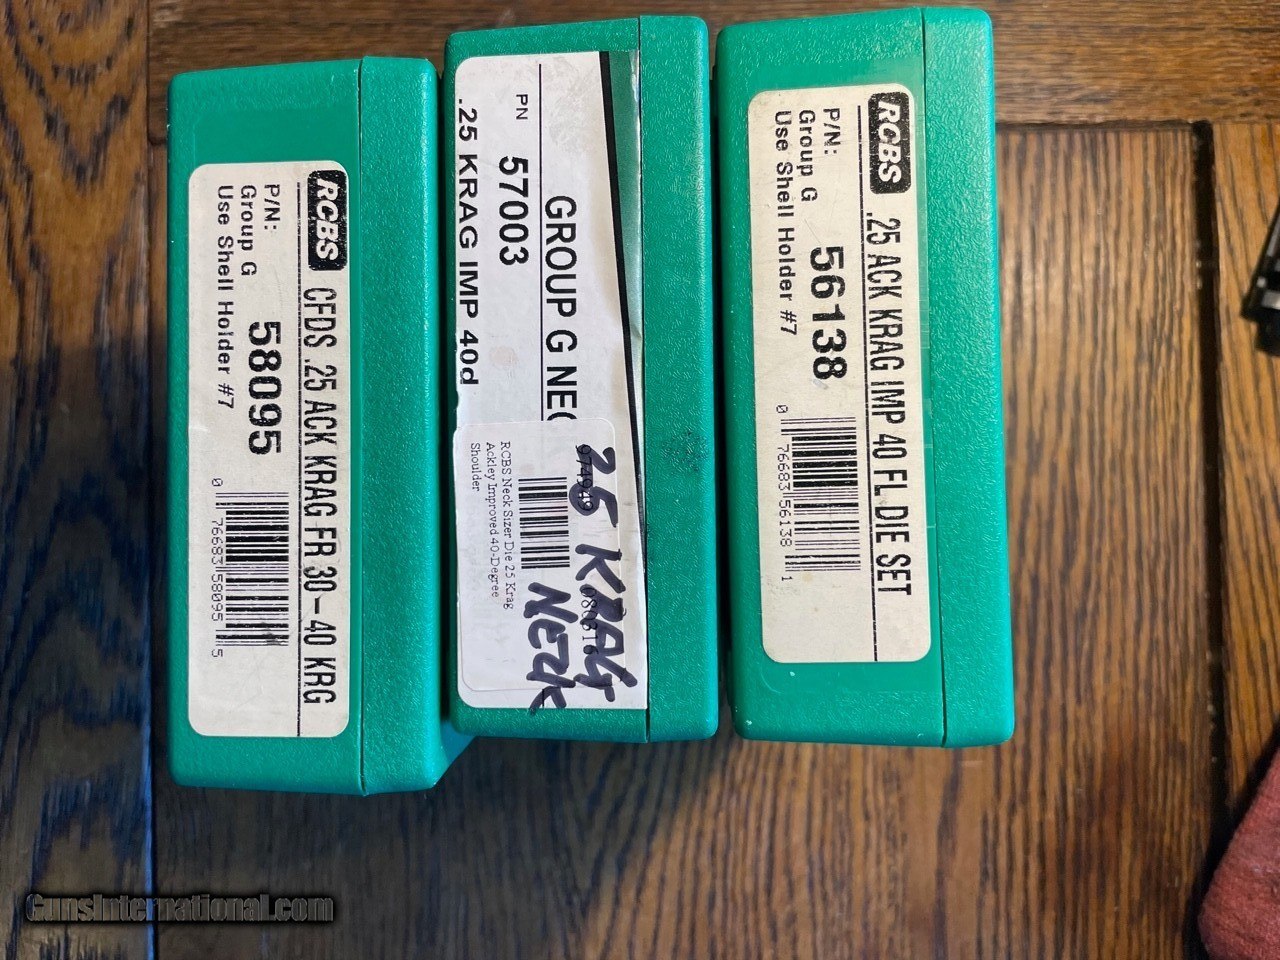 RCBS CFDS .25 ACK KRAG FR 30-40 KRG
P/N: 58095
Group G
Use Shell Holder #7
0 76683 58095 5
GROUP G NEC
PN 57003
.25 KRAG IMP 40d
974949
RCBS Neck Sizer Die 25 Krag
Ackley Improved 40-Degree
Shoulder
25 KRAG
NECK
RCBS .25 ACK KRAG IMP 40 FL DIE SET
P/N: 56138
Group G
Use Shell Holder #7
0 76683 56138 1
GunsInternational.com